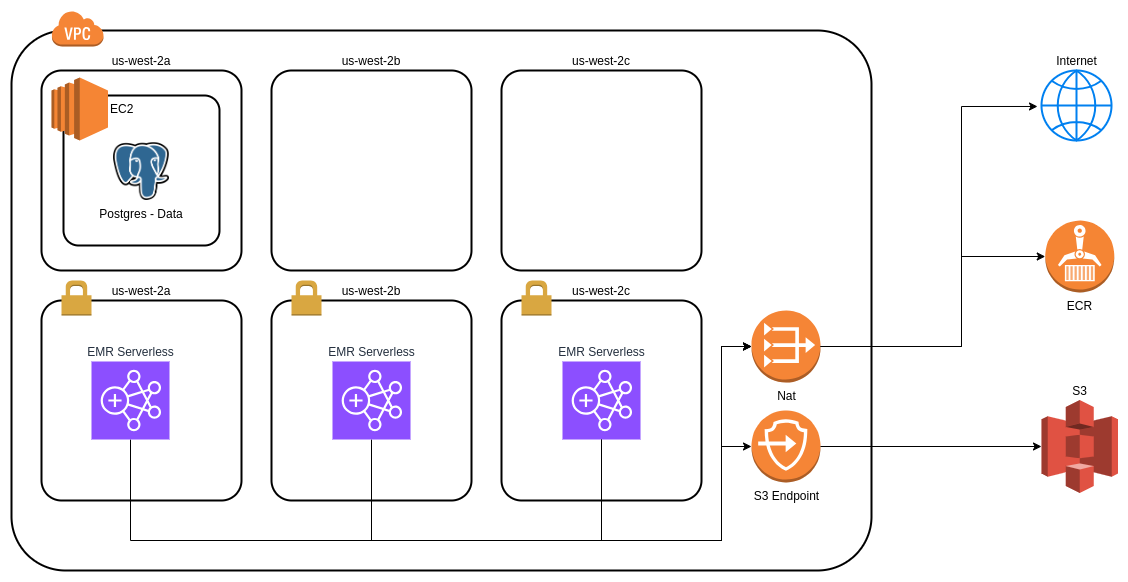 VPC
us-west-2a
us-west-2b
us-west-2c
Internet
EC2
Postgres - Data
us-west-2a
us-west-2b
us-west-2c
ECR
EMR Serverless
EMR Serverless
EMR Serverless
Nat
S3
S3 Endpoint